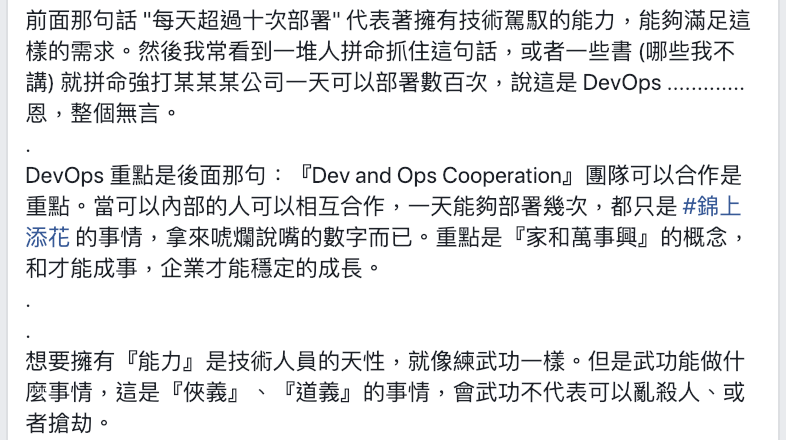 前面那句話 "每天超過十次部署" 代表著擁有技術駕馭的能力，能夠滿足這
樣的需求。然後我常看到一堆人拼命抓住這句話，或者一些書 (哪些我不
講) 就拼命強打某某某公司一天可以部署數百次，說這是 DevOps .............
恩，整個無言。
.
DevOps 重點是後面那句：『Dev and Ops Cooperation』團隊可以合作是
重點。當可以內部的人可以相互合作，一天能夠部署幾次，都只是 #錦上
添花 的事情，拿來唬爛說嘴的數字而已。重點是『家和萬事興』的概念，
和才能成事，企業才能穩定的成長。
.
.
想要擁有『能力』是技術人員的天性，就像練武功一樣。但是武功能做什
麼事情，這是『俠義』、『道義』的事情，會武功不代表可以亂殺人、或
者搶劫。